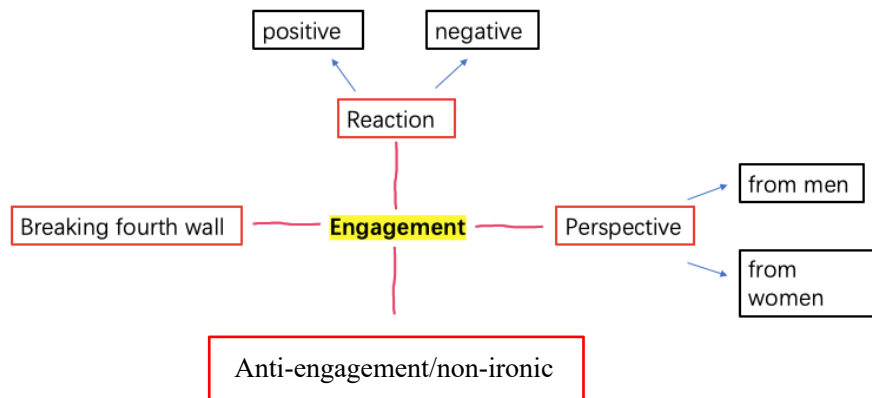 positive
negative
Reaction
from men
Breaking fourth wall
Engagement
Perspective
from
women
Anti-engagement/non-ironic